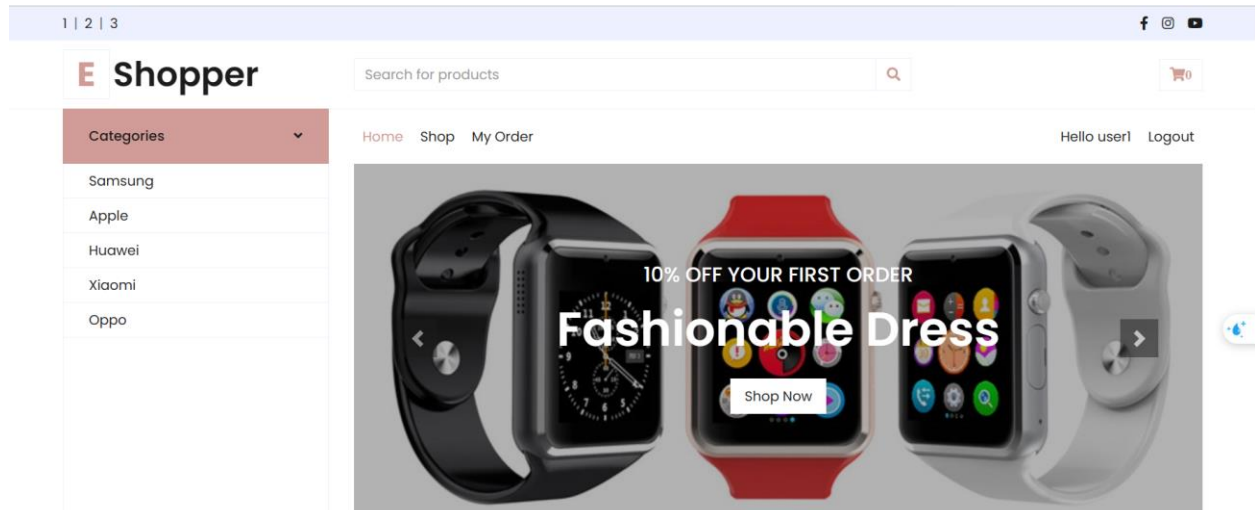 1 | 2 | 3
E Shopper
Search for products
0
Categories
Home Shop My Order
Hello user1 Logout
Samsung
Apple
Huawei
Xiaomi
Oppo
10% OFF YOUR FIRST ORDER
Fashionable Dress
Shop Now